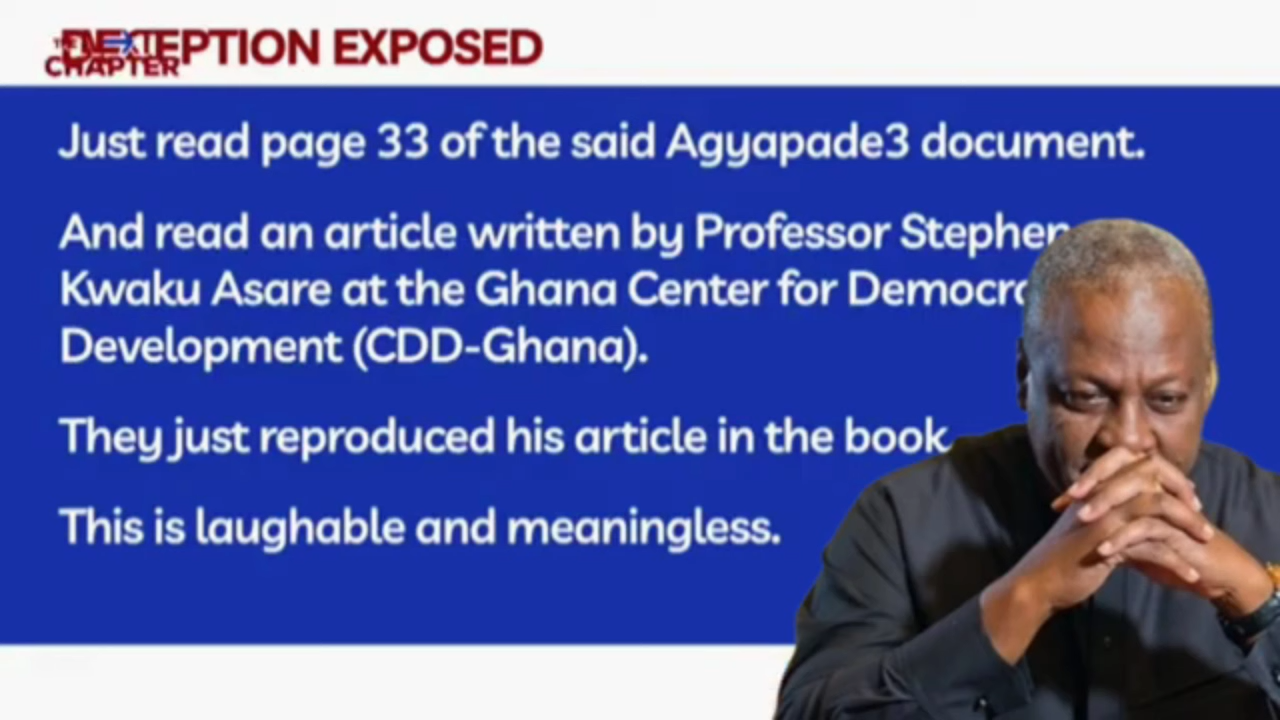 EPTION EXPOSED
CHAPTER
Just read page 33 of the said Agyapade3 document.
And read an article written by Professor Stephen
Kwaku Asare at the Ghana Center for
Development (CDD-Ghana).
They just reproduced his article in the book
This is laughable and meaningless.